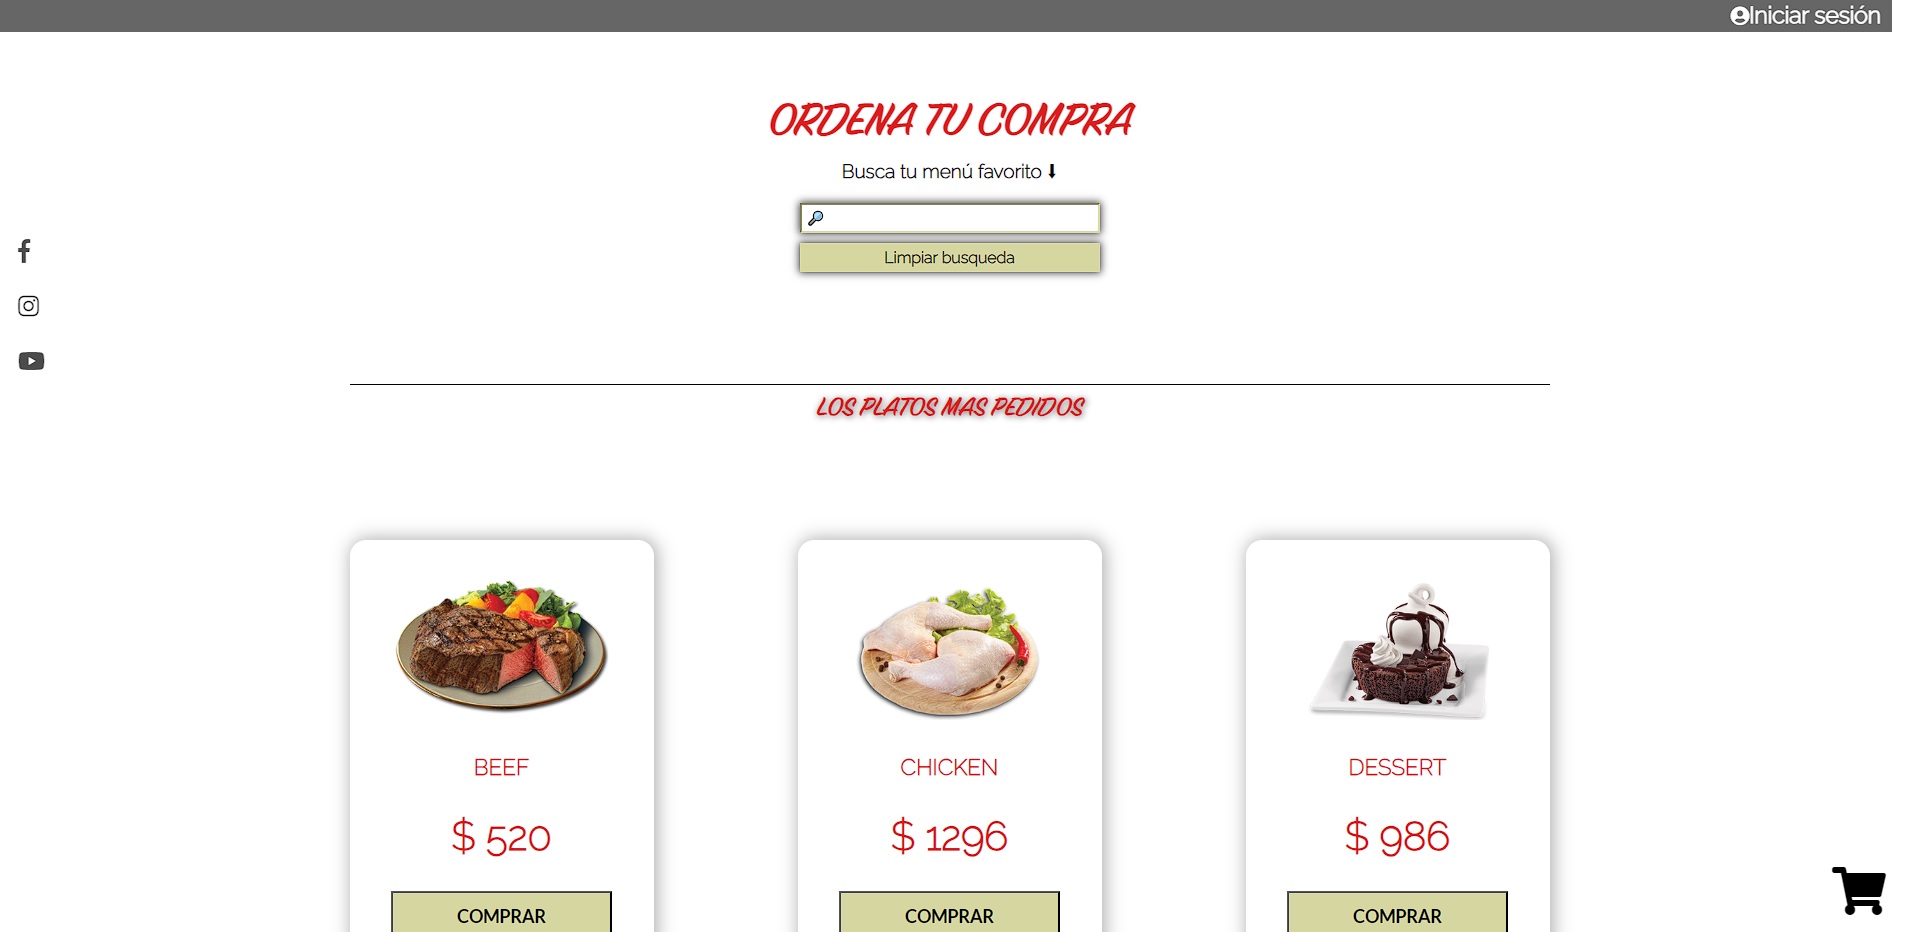 Iniciar sesión
ORDENA TU COMPRA
Busca tu menú favorito ⬇
🔎
Limpiar busqueda
LOS PLATOS MAS PEDIDOS
BEEF
$ 520
COMPRAR
CHICKEN
$ 1296
COMPRAR
DESSERT
$ 986
COMPRAR